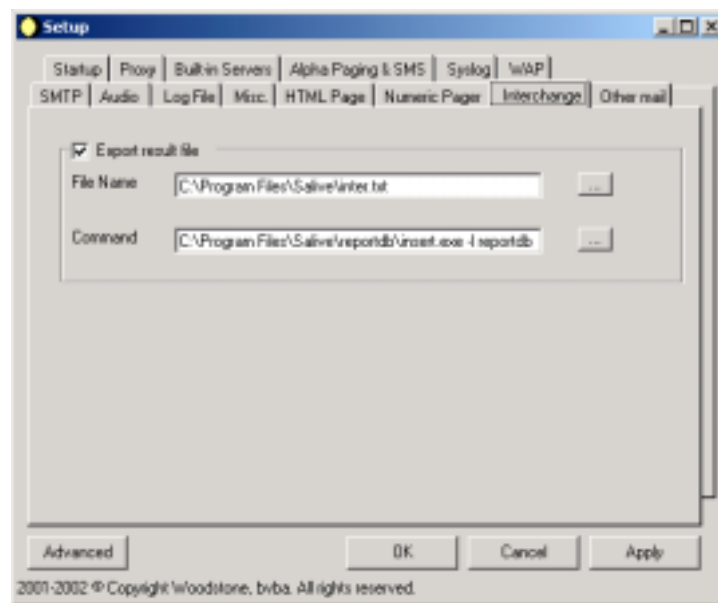 Setup
Startup Proxy Built-in Servers Alpha Paging & SMS Syslog WAP
SMTP Audio Log File Misc. HTML Page Numeric Pager Interchange Other mail
Export result file
File Name C:\Program Files\Salive\inter.txt ...
Command C:\Program Files\Salive\reportdb\insert.exe -l reportdb ...
Advanced OK Cancel Apply
2001-2002 © Copyright Woodstone, bvba. All rights reserved.